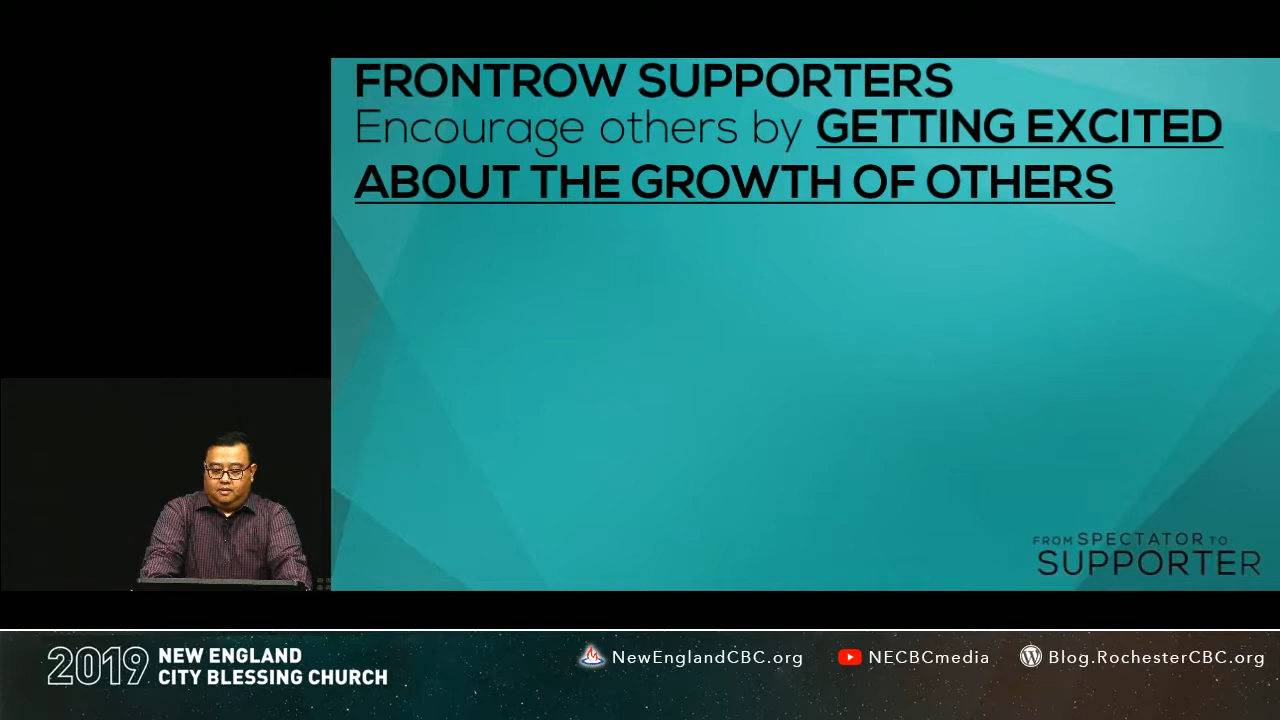 FRONTROW SUPPORTERS
Encourage others by GETTING EXCITED
ABOUT THE GROWTH OF OTHERS
FROM SPECTATOR TO
SUPPORTER
2019 NEW ENGLAND
CITY BLESSING CHURCH
NewEnglandCBC.org
NECBCmedia
Blog.RochesterCBC.org